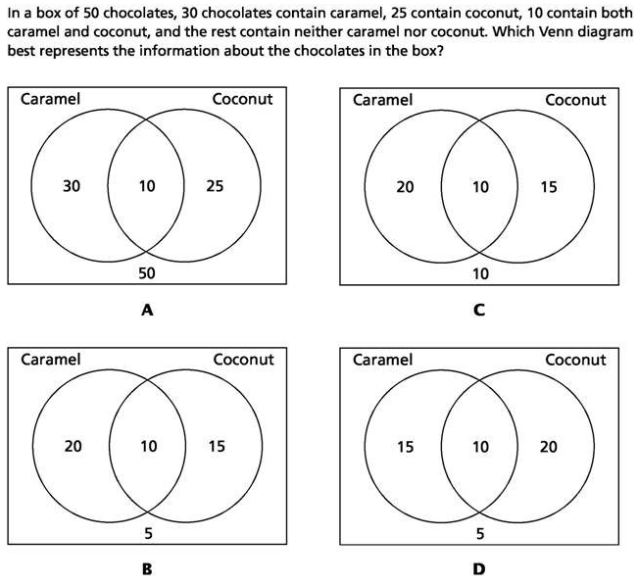 In a box of 50 chocolates, 30 chocolates contain caramel, 25 contain coconut, 10 contain both
caramel and coconut, and the rest contain neither caramel nor coconut. Which Venn diagram
best represents the information about the chocolates in the box?
Caramel Coconut
30 10 25
50
A
Caramel Coconut
20 10 15
10
C
Caramel Coconut
20 10 15
5
B
Caramel Coconut
15 10 20
5
D